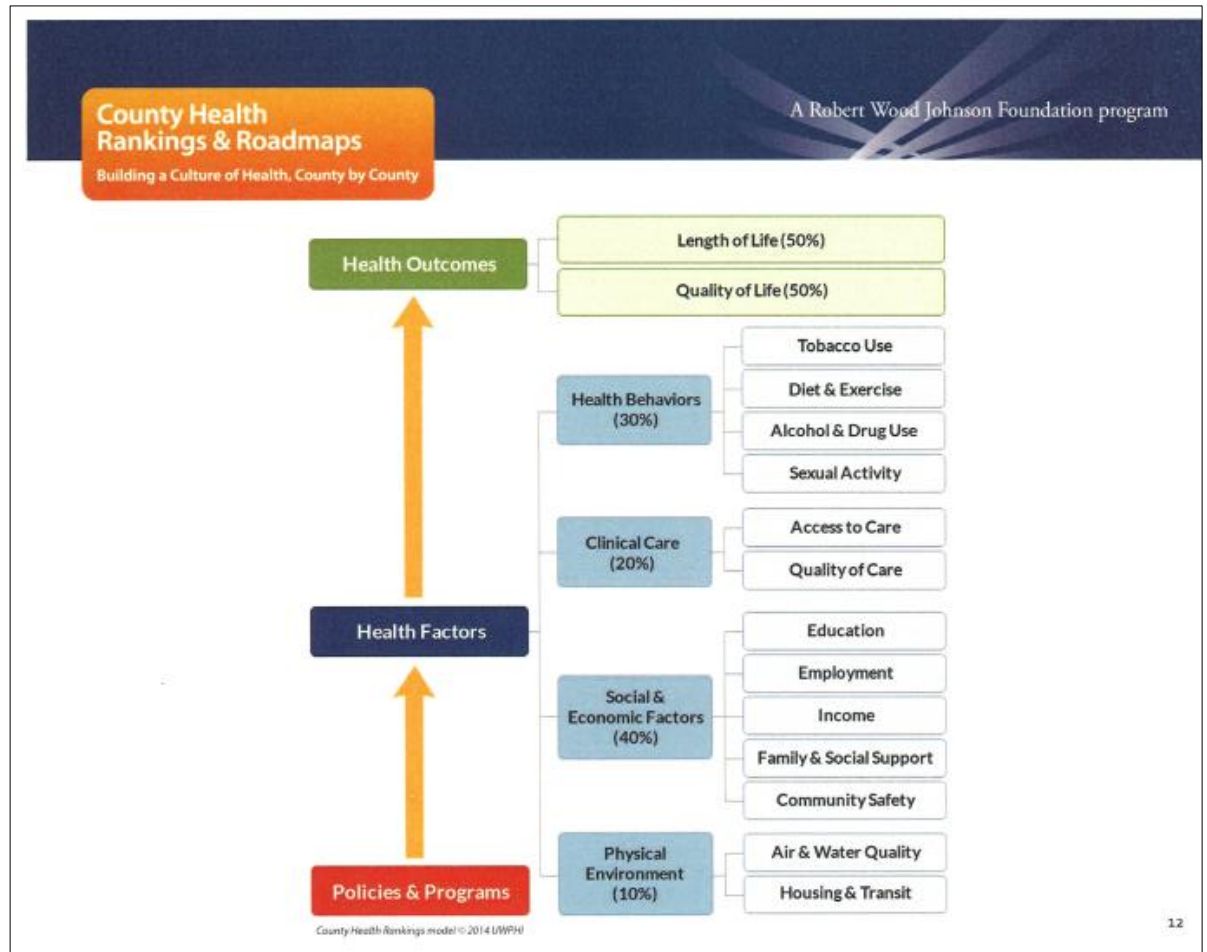 County Health
Rankings & Roadmaps
Building a Culture of Health, County by County
A Robert Wood Johnson Foundation program
Health Outcomes
Length of Life (50%)
Quality of Life (50%)
Health Behaviors
(30%)
Tobacco Use
Diet & Exercise
Alcohol & Drug Use
Sexual Activity
Clinical Care
(20%)
Access to Care
Quality of Care
Health Factors
Social &
Economic Factors
(40%)
Education
Employment
Income
Family & Social Support
Community Safety
Physical
Environment
(10%)
Air & Water Quality
Housing & Transit
Policies & Programs
County Health Rankings model © 2014 UWPHI
12